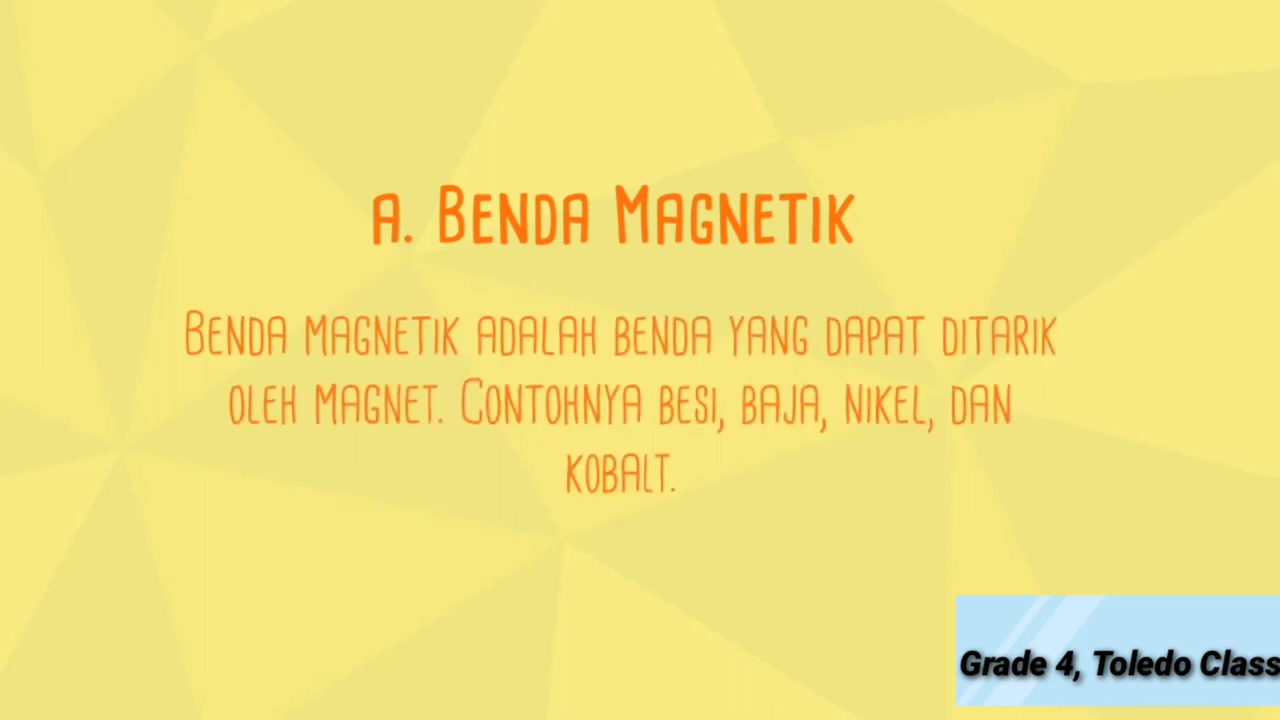 a. Benda Magnetik
Benda magnetik adalah benda yang dapat ditarik
oleh magnet. Contohnya besi, baja, nikel, dan
kobalt.
Grade 4, Toledo Class